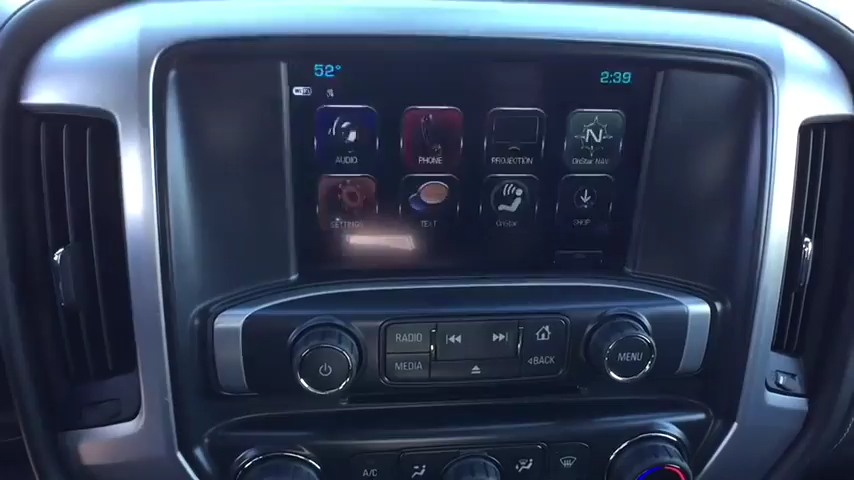 52° 2:39
WiFi
AUDIO PHONE PROJECTION OnStar NAV
SETTINGS TEXT OnStar SHOP
RADIO
MEDIA BACK MENU
A/C